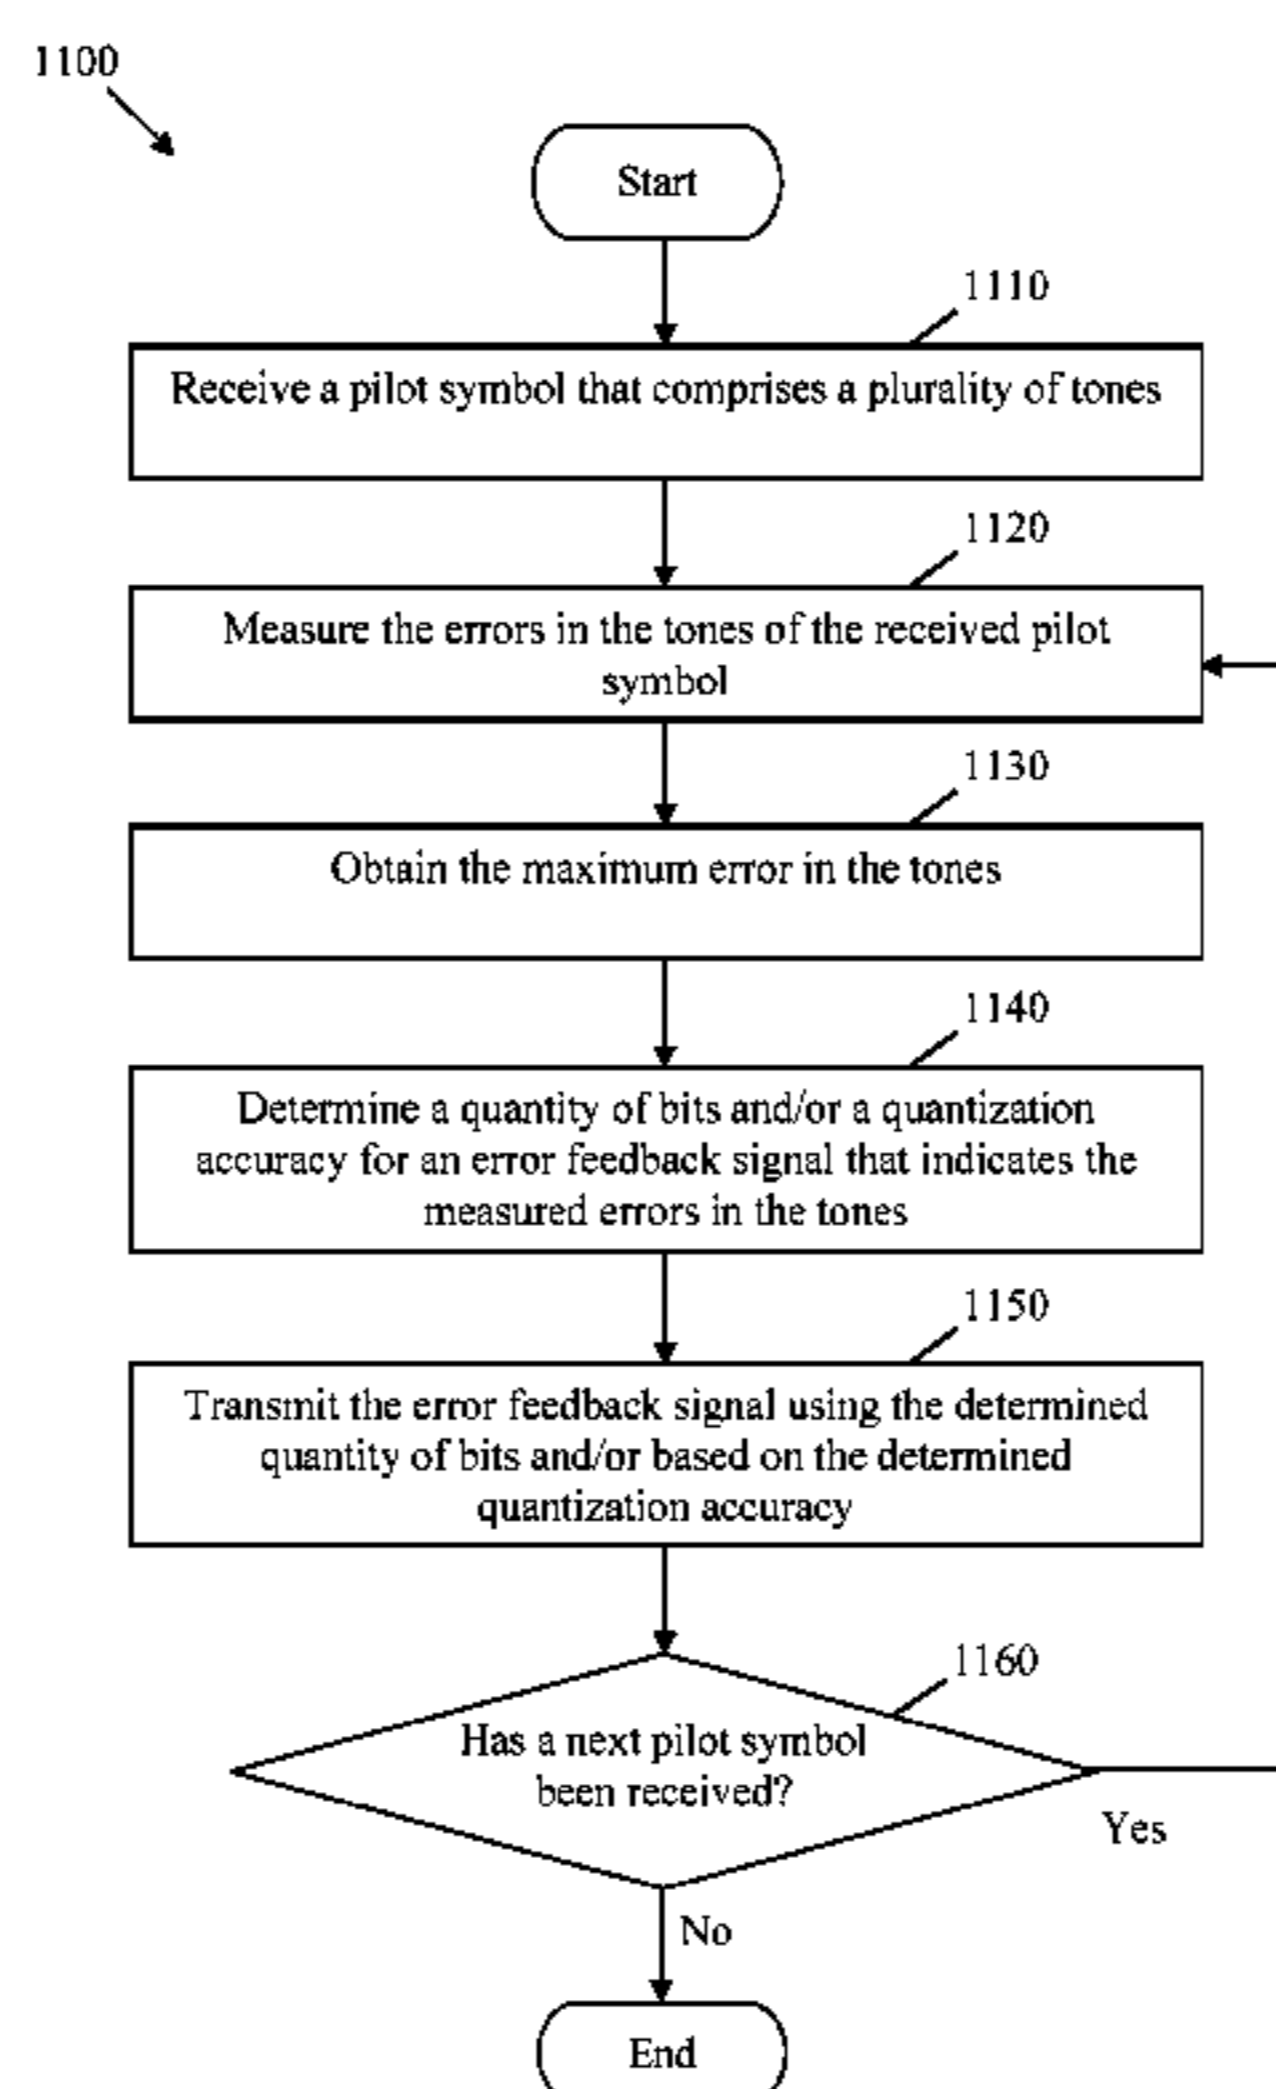 1100
Start
1110
Receive a pilot symbol that comprises a plurality of tones
1120
Measure the errors in the tones of the received pilot
symbol
1130
Obtain the maximum error in the tones
1140
Determine a quantity of bits and/or a quantization
accuracy for an error feedback signal that indicates the
measured errors in the tones
1150
Transmit the error feedback signal using the determined
quantity of bits and/or based on the determined
quantization accuracy
1160
Has a next pilot symbol
been received?
Yes
No
End